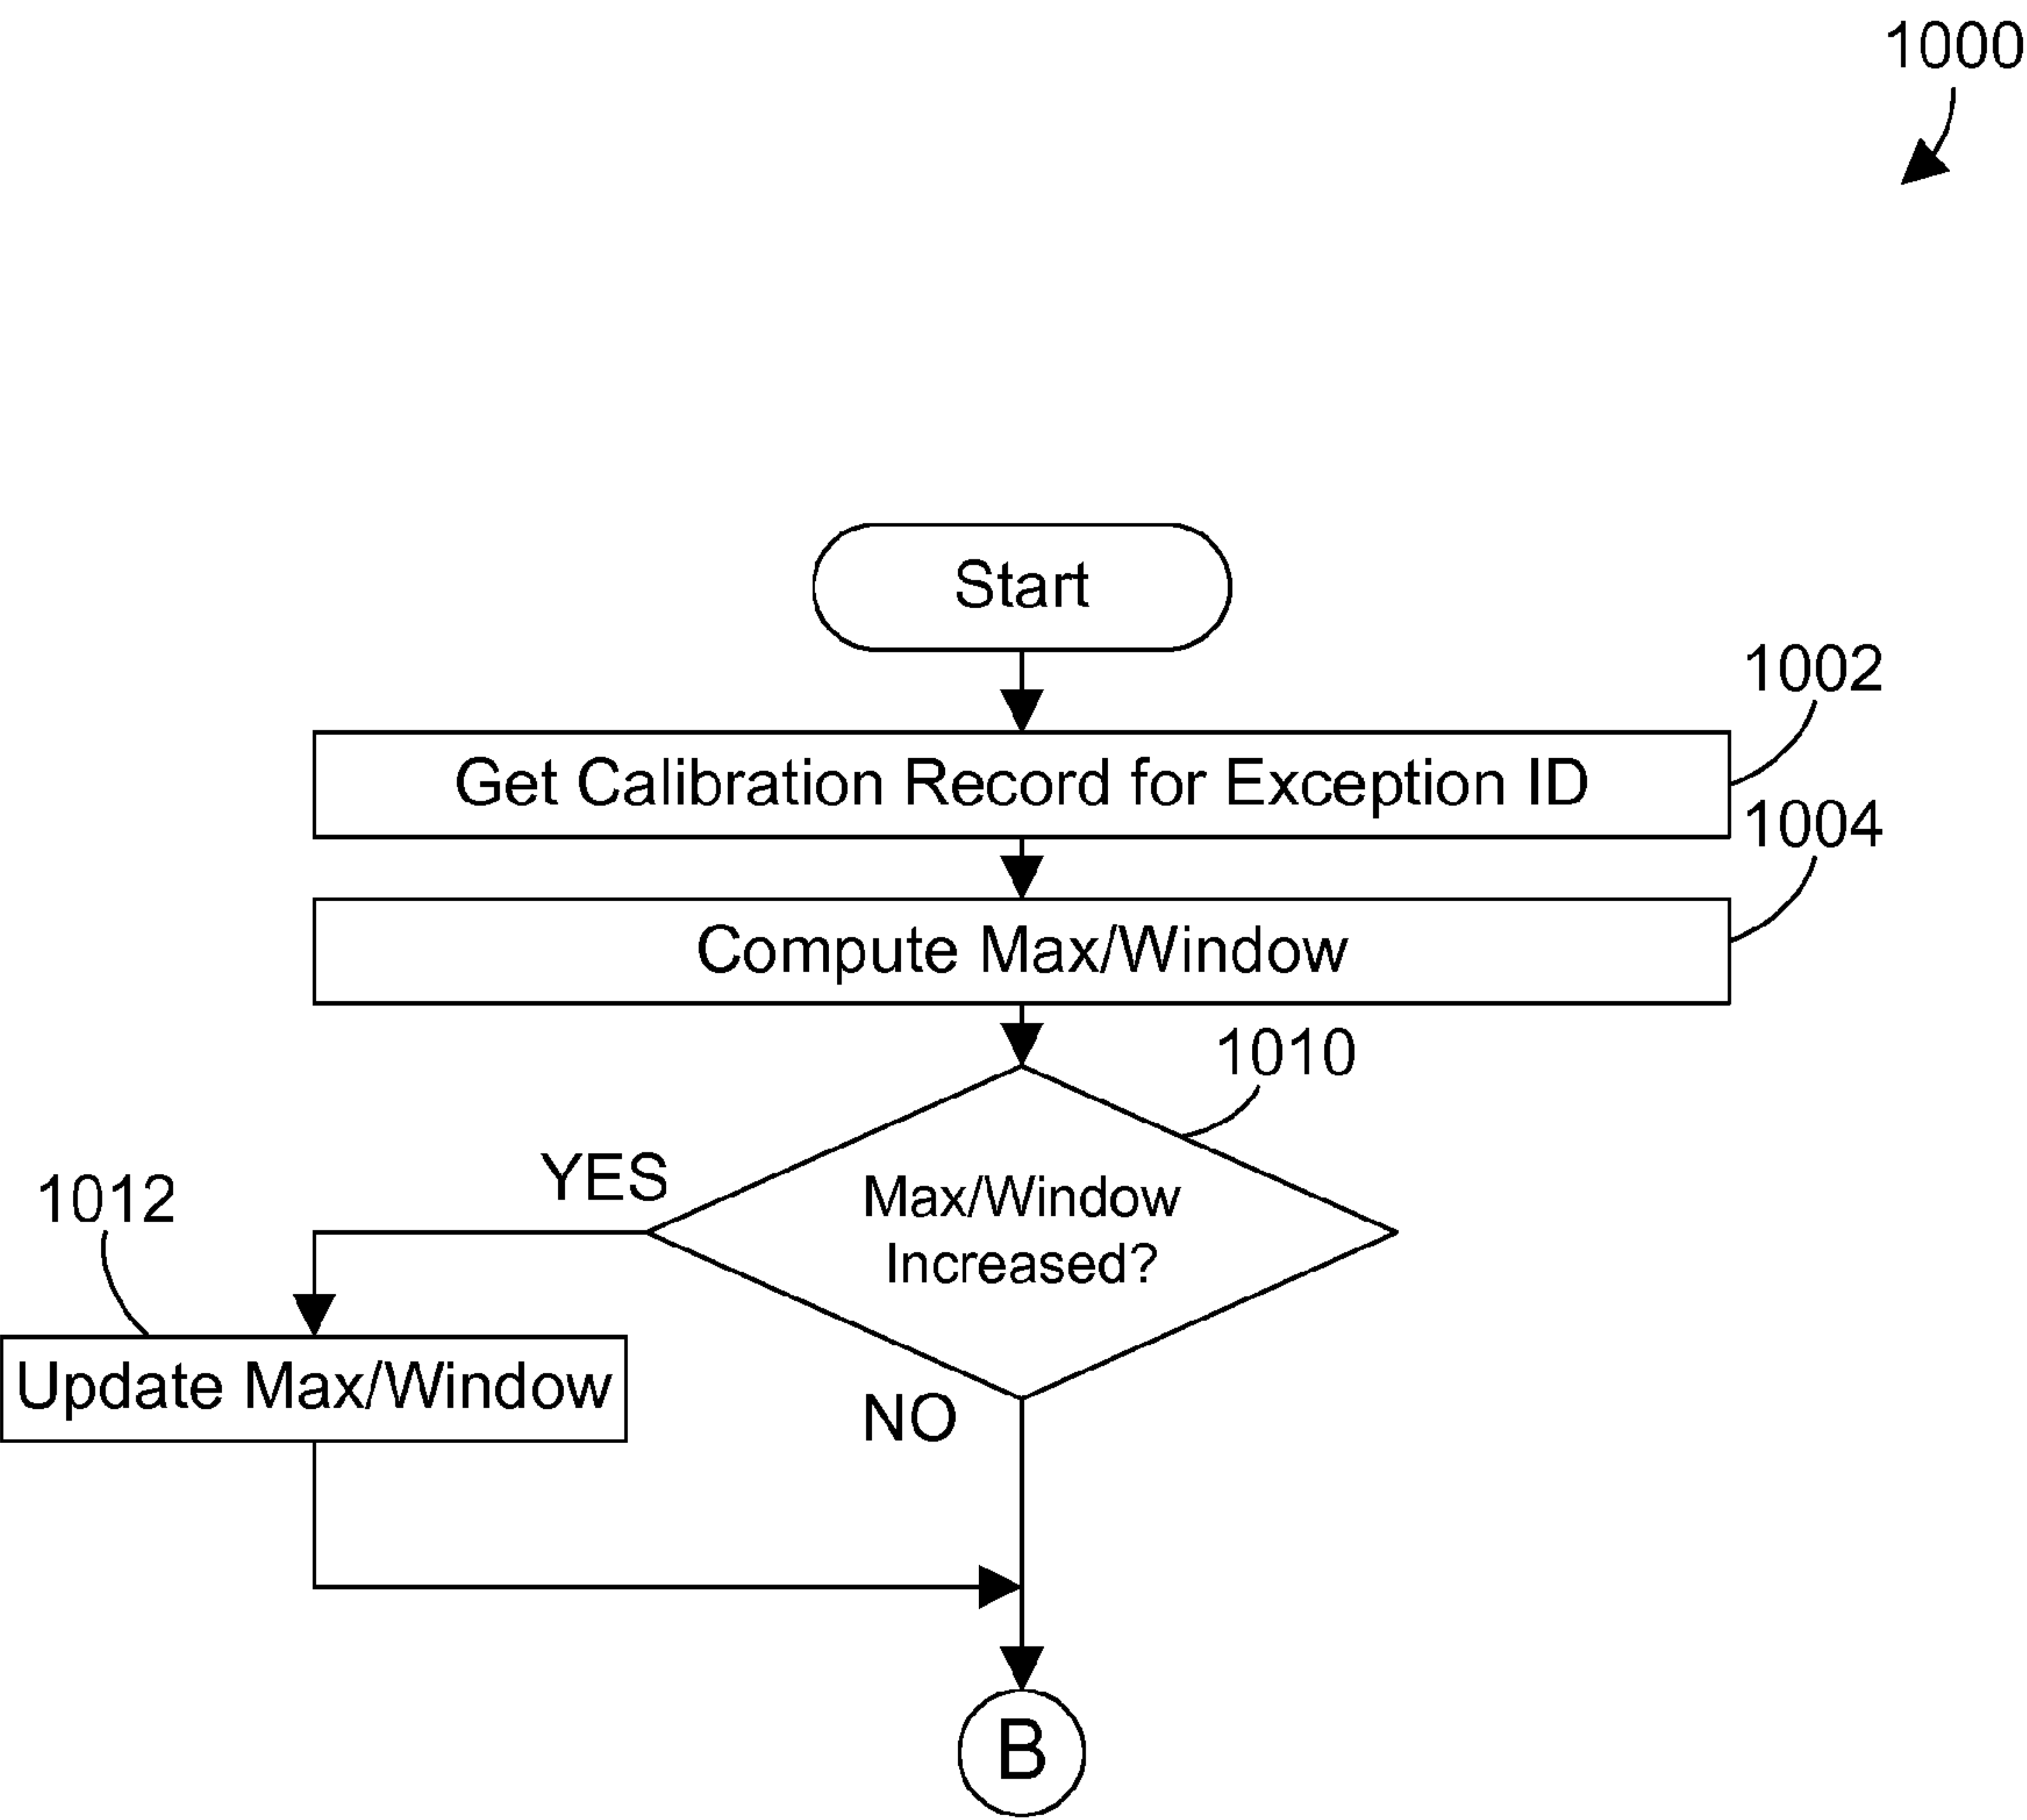 1000
Start
1002
Get Calibration Record for Exception ID
1004
Compute Max/Window
1010
YES
Max/Window
Increased?
1012
Update Max/Window
NO
B